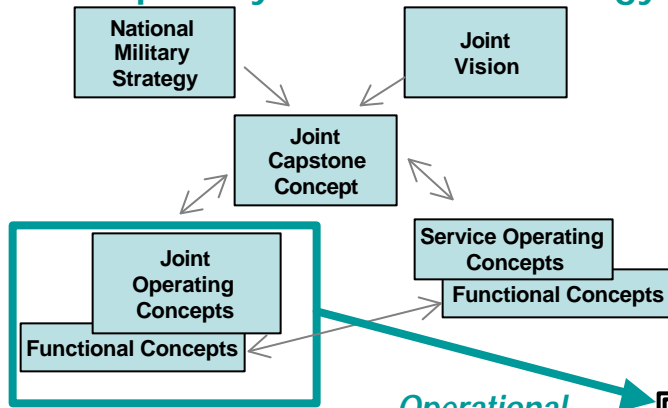 National
Military
Strategy
Joint
Vision
Joint
Capstone
Concept
Joint
Operating
Concepts
Functional Concepts
Service Operating
Concepts
Functional Concepts
Operational